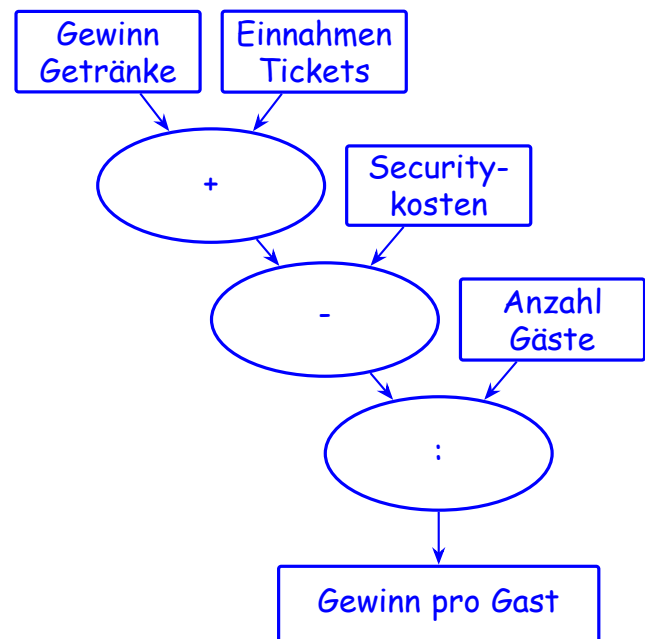 Gewinn
Getränke
Einnahmen
Tickets
+
Security-
kosten
-
Anzahl
Gäste
:
Gewinn pro Gast